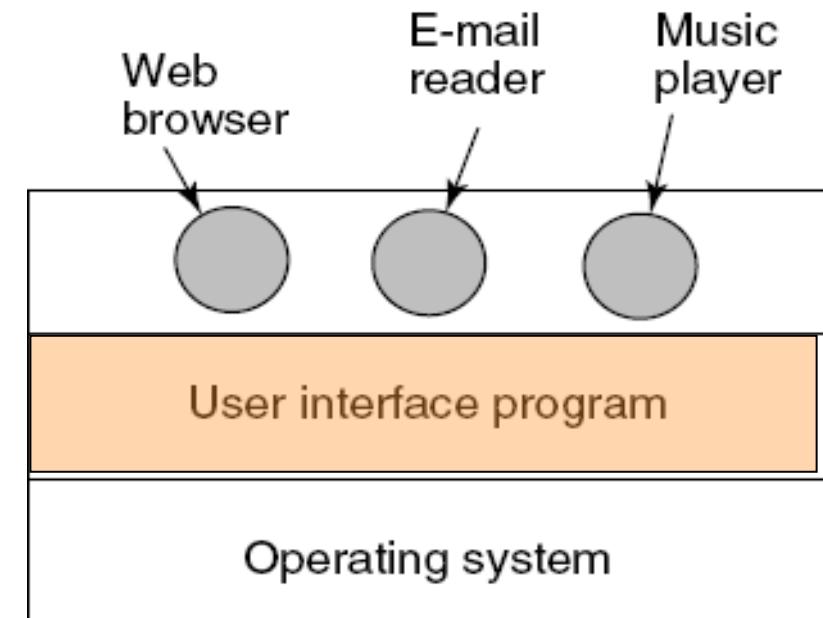 Web
browser
E-mail
reader
Music
player
User interface program
Operating system